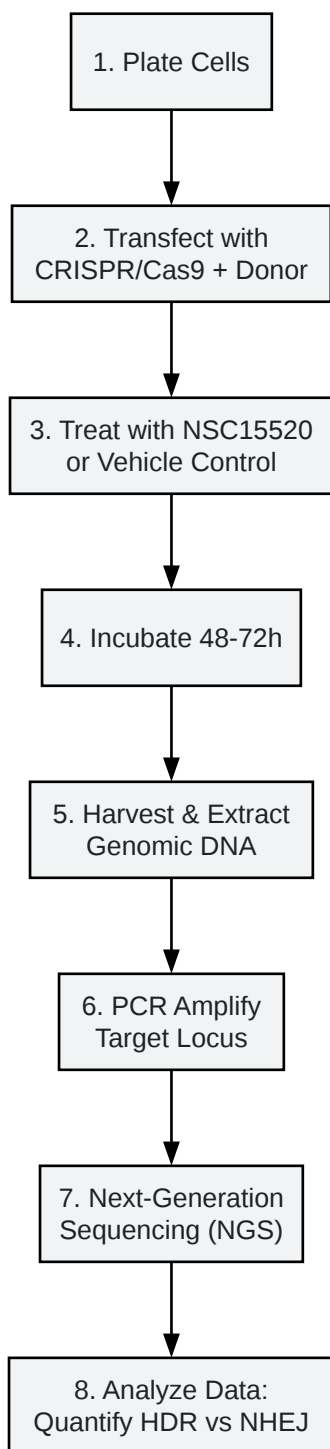 1. Plate Cells
2. Transfect with
CRISPR/Cas9 + Donor
3. Treat with NSC15520
or Vehicle Control
4. Incubate 48-72h
5. Harvest & Extract
Genomic DNA
6. PCR Amplify
Target Locus
7. Next-Generation
Sequencing (NGS)
8. Analyze Data:
Quantify HDR vs NHEJ